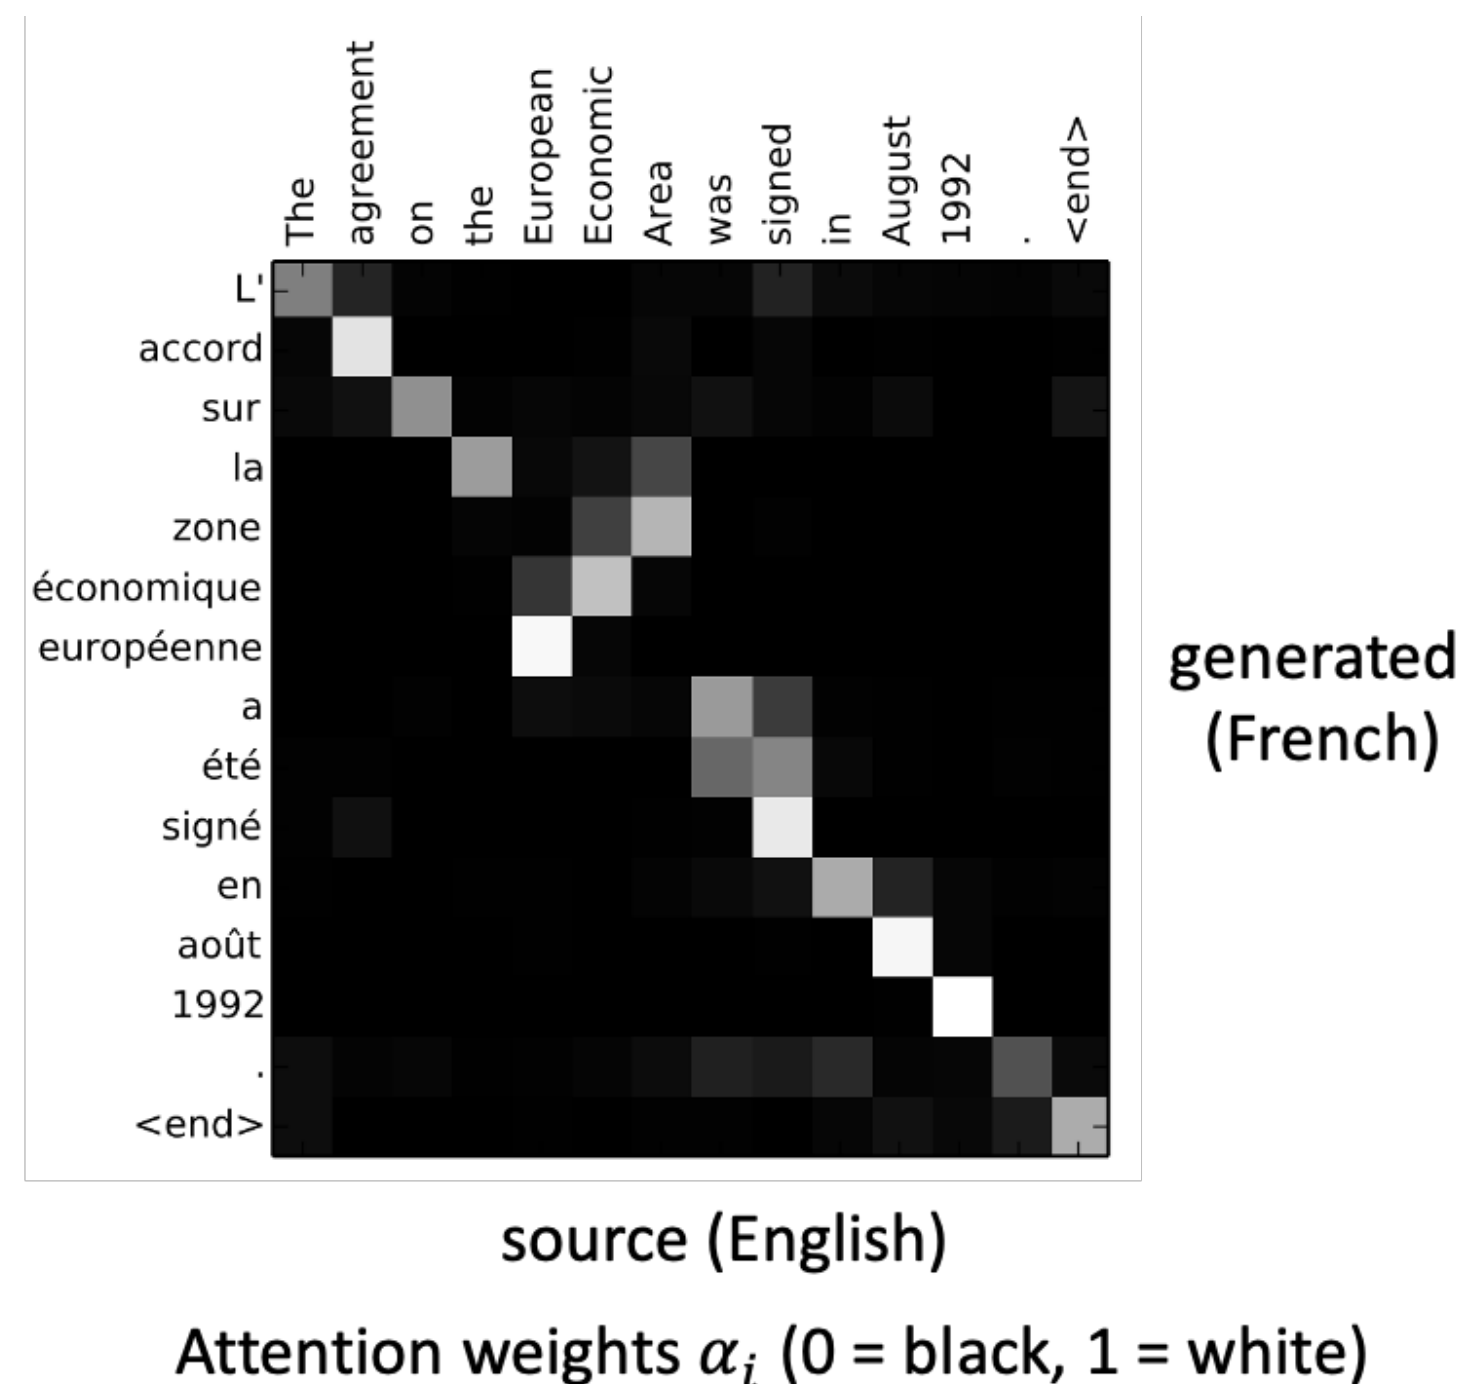 The agreement on the European Economic Area was signed in August 1992 . <end>
L'
accord
sur
la
zone
économique
européenne
a
été
signé
en
août
1992
.
<end>
generated
(French)
source (English)
Attention weights αᵢ (0 = black, 1 = white)